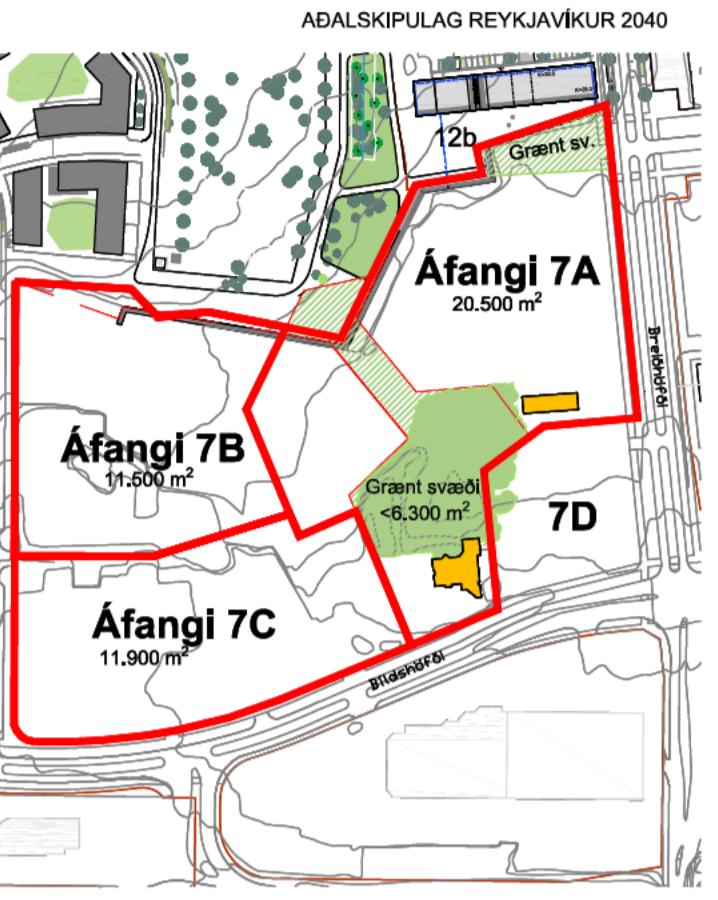 AÐALSKIPULAG REYKJAVÍKUR 2040
12b
Grænt sv.
Áfangi 7A
20.500 m²
Breiðhöfði
Áfangi 7B
11.500 m²
Grænt svæði
<6.300 m²
7D
Áfangi 7C
11.900 m²
Bíldshöfði